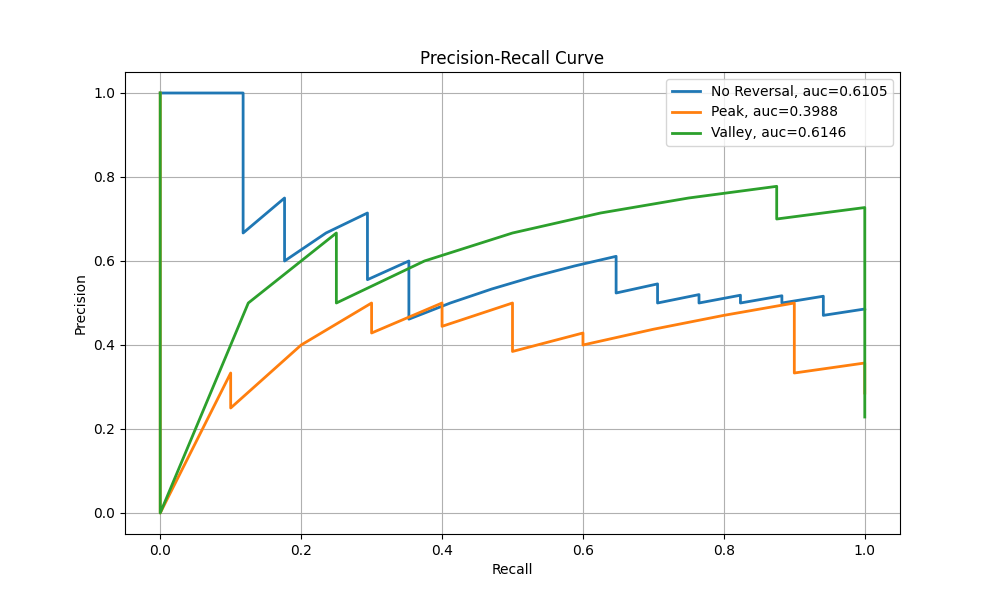 Precision-Recall Curve
No Reversal, auc=0.6105
Peak, auc=0.3988
Valley, auc=0.6146
Precision
1.0
0.8
0.6
0.4
0.2
0.0
0.0 0.2 0.4 0.6 0.8 1.0
Recall